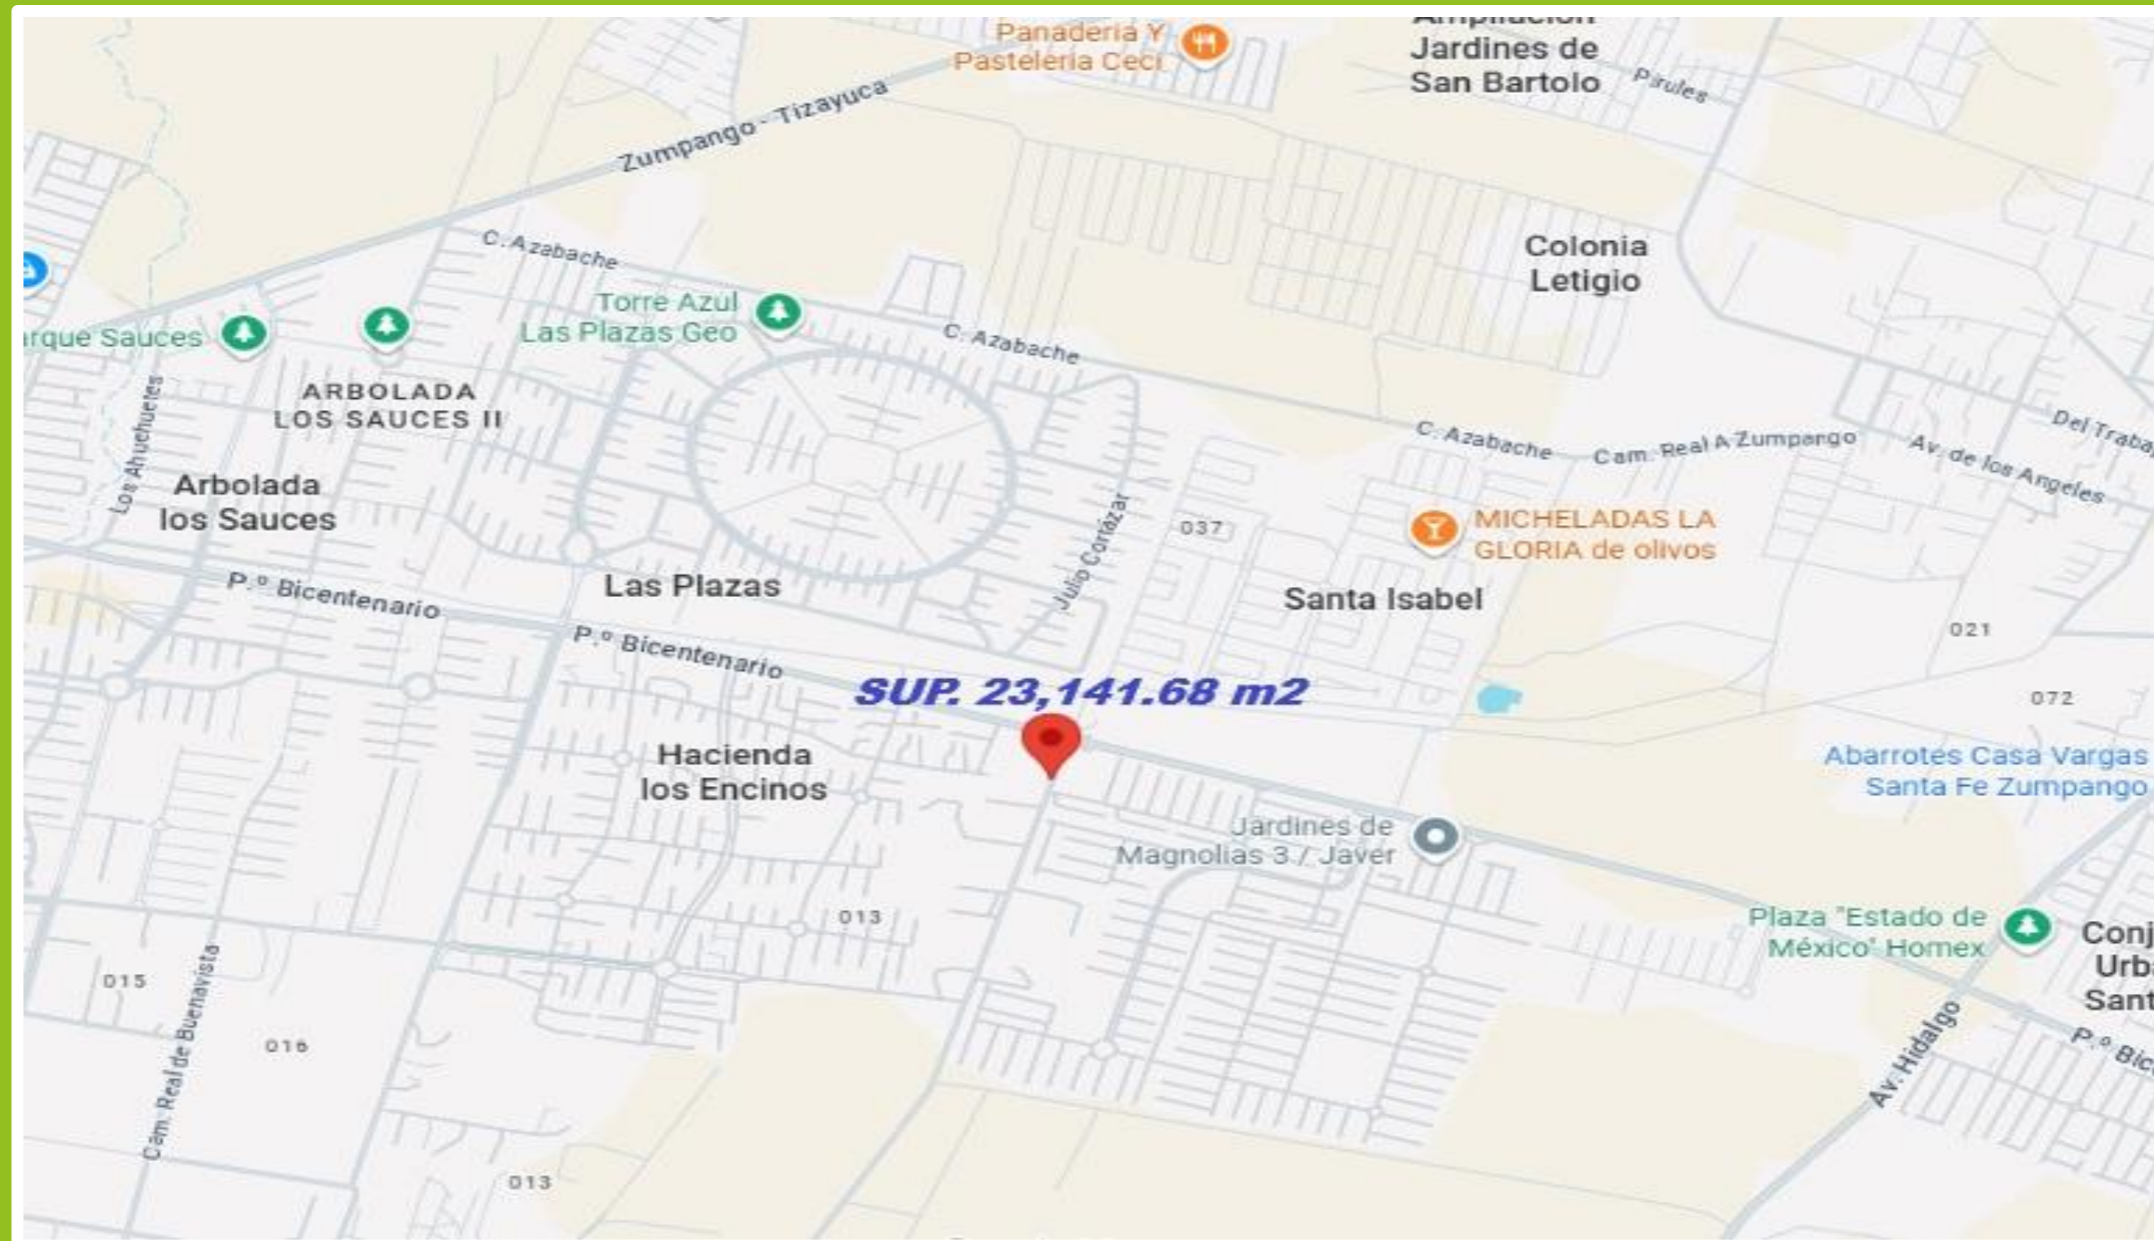 Panaderia Y
Pasteleria Ceci
Ampliación
Jardines de
San Bartolo
Pirules
Zumpango - Tizayuca
C. Azabache
Colonia
Letigio
Torre Azul
Las Plazas Geo
C. Azabache
arque Sauces
ARBOLADA
LOS SAUCES II
Los Ahuehuetes
C. Azabache
Cam. Real A Zumpango
Av. de los Angeles
Del Traba
Arbolada
los Sauces
Julio Cortázar
037
MICHELADAS LA
GLORIA de olivos
P.º Bicentenario
Las Plazas
Santa Isabel
P.º Bicentenario
021
SUP. 23,141.68 m2
072
Hacienda
los Encinos
Abarrotes Casa Vargas
Santa Fe Zumpango
Jardines de
Magnolias 3 / Javer
013
Plaza "Estado de
México" Homex
Conj
Urba
Sant
015
Cam. Real de Buenavista
016
Av. Hidalgo
P.º Bic
013